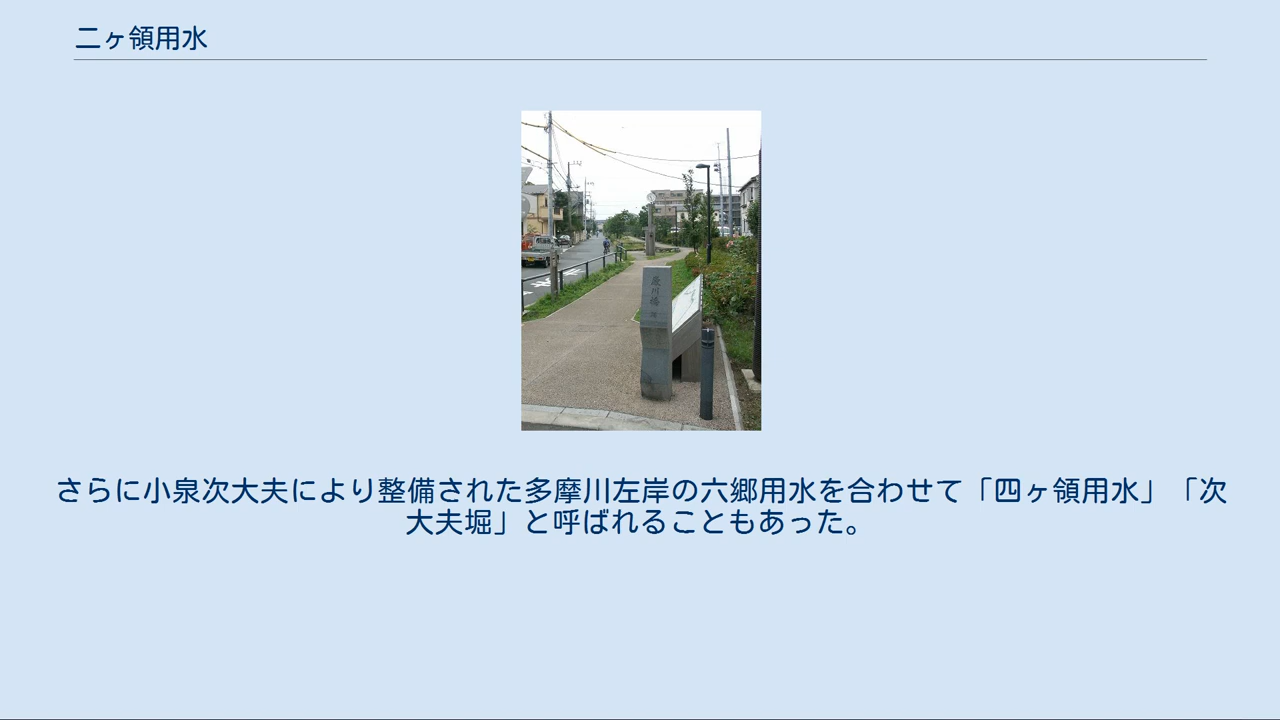 二ヶ領用水
さらに小泉次大夫により整備された多摩川左岸の六郷用水を合わせて「四ヶ領用水」「次
大夫堀」と呼ばれることもあった。